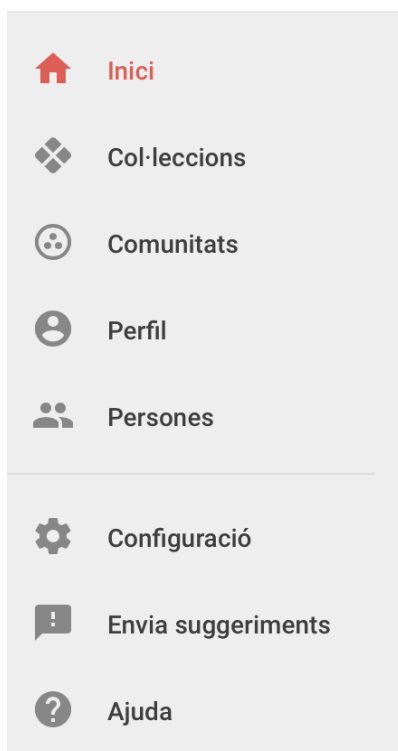 Inici
Col·leccions
Comunitats
Perfil
Persones
Configuració
Envia suggeriments
Ajuda